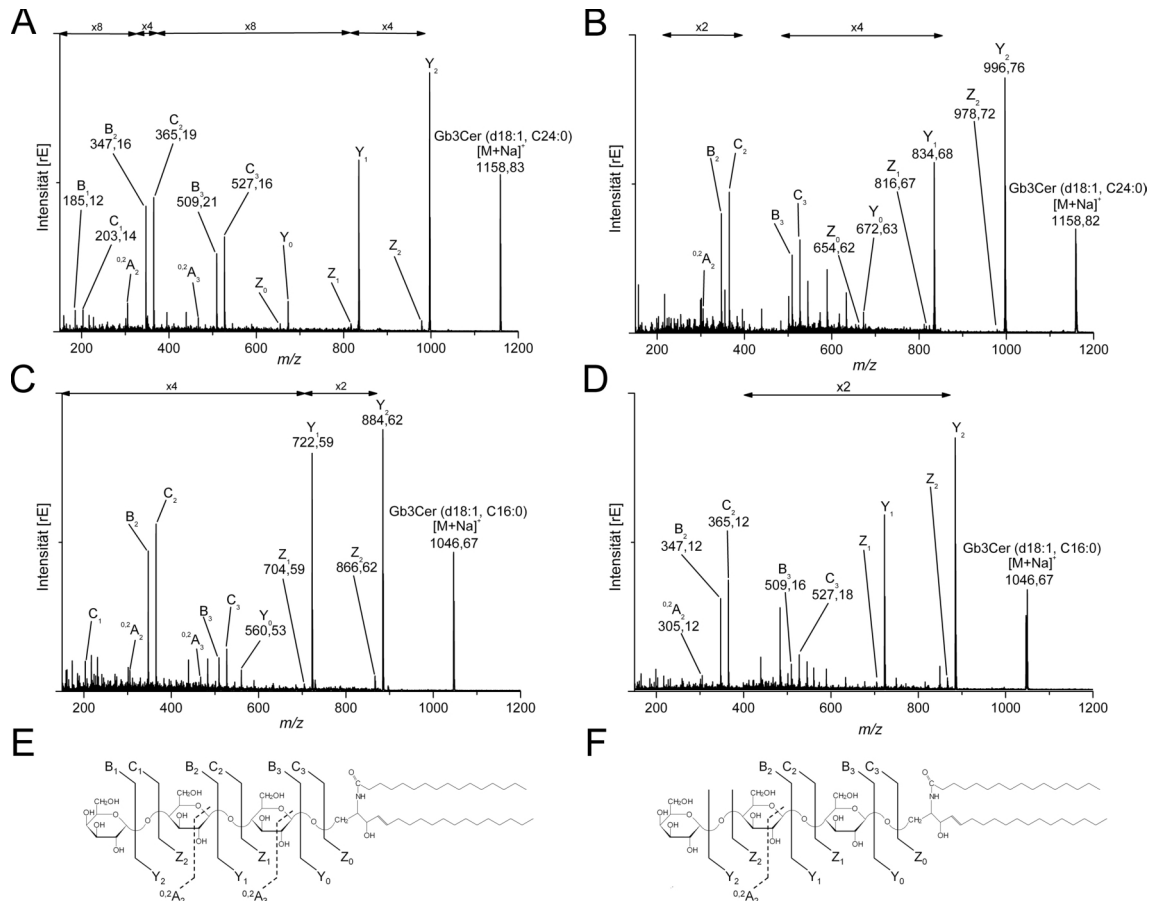 A
x8 x4 x8 x4
Intensität [rE]
B₁
185,12
C₁
203,14
⁰,²A₂
B₂
347,16
C₂
365,19
⁰,²A₃
B₃
509,21
C₃
527,16
Z₀
Y₀
Z₁
Y₁
Z₂
Y₂
Gb3Cer (d18:1, C24:0)
[M+Na]⁺
1158,83
200 400 600 800 1000 1200
m/z
B
x2 x4
Intensität [rE]
⁰,²A₂
B₂
C₂
B₃
C₃
Z₀
654,62
Y₀
672,63
Z₁
816,67
Y₁
834,68
Z₂
978,72
Y₂
996,76
Gb3Cer (d18:1, C24:0)
[M+Na]⁺
1158,82
200 400 600 800 1000 1200
m/z
C
x4 x2
Intensität [rE]
C₁
⁰,²A₂
B₂
C₂
⁰,²A₃
B₃
C₃
Y₀
560,53
Z₁
704,59
Y₁
722,59
Z₂
866,62
Y₂
884,62
Gb3Cer (d18:1, C16:0)
[M+Na]⁺
1046,67
200 400 600 800 1000 1200
m/z
D
x2
Intensität [rE]
⁰,²A₂
305,12
B₂
347,12
C₂
365,12
B₃
509,16
C₃
527,18
Z₁
Y₁
Z₂
Y₂
Gb3Cer (d18:1, C16:0)
[M+Na]⁺
1046,67
200 400 600 800 1000 1200
m/z
E
B₁ C₁ B₂ C₂ B₃ C₃
Z₂ Z₁ Z₀
Y₂ Y₁ Y₀
⁰,²A₂ ⁰,²A₃
F
B₂ C₂ B₃ C₃
Z₂ Z₁ Z₀
Y₂ Y₁ Y₀
⁰,²A₂